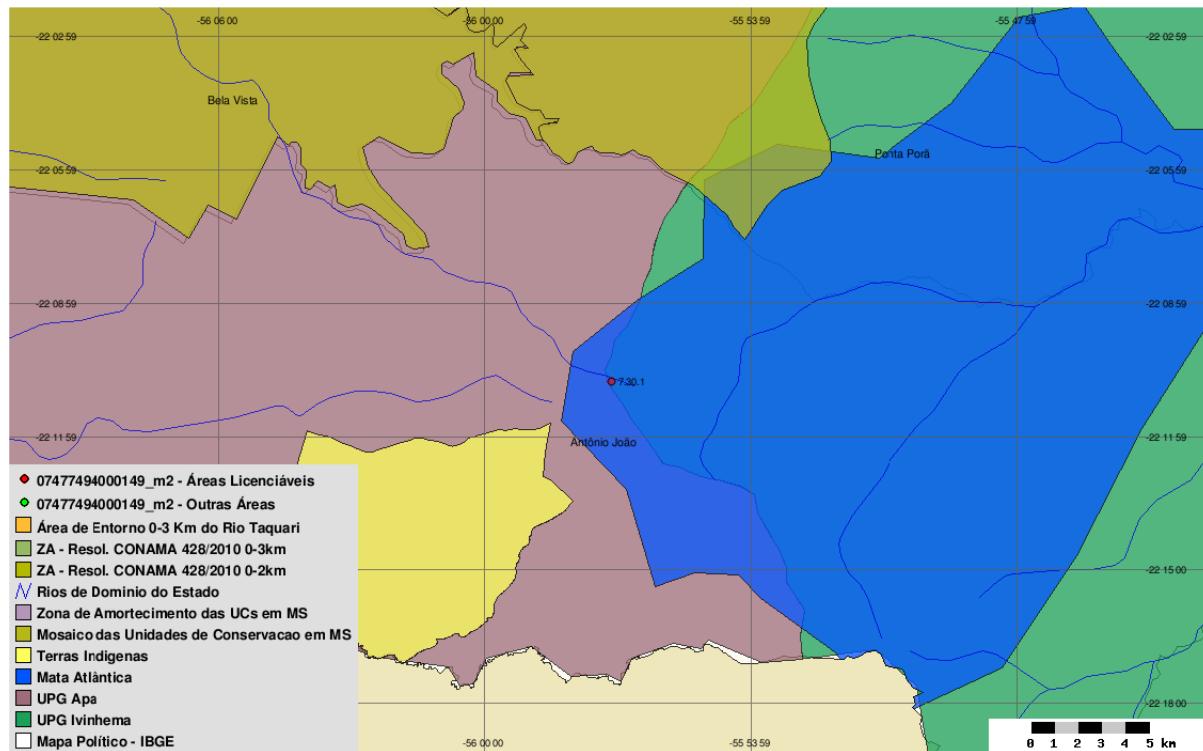 -56 06 00
-56 00 00
-55 53 59
-55 47 59
-22 02 59
-22 02 59
Bela Vista
Ponta Porã
-22 05 59
-22 05 59
-22 08 59
-22 08 59
7.30.1
-22 11 59
Antônio João
-22 11 59
07477494000149_m2 - Áreas Licenciáveis
07477494000149_m2 - Outras Áreas
Área de Entorno 0-3 Km do Rio Taquari
ZA - Resol. CONAMA 428/2010 0-3km
ZA - Resol. CONAMA 428/2010 0-2km
Rios de Dominio do Estado
Zona de Amortecimento das UCs em MS
Mosaico das Unidades de Conservacao em MS
Terras Indigenas
Mata Atlântica
UPG Apa
UPG Ivinhema
Mapa Político - IBGE
-22 15 00
-22 18 00
-56 00 00
-55 53 59
0 1 2 3 4 5 km